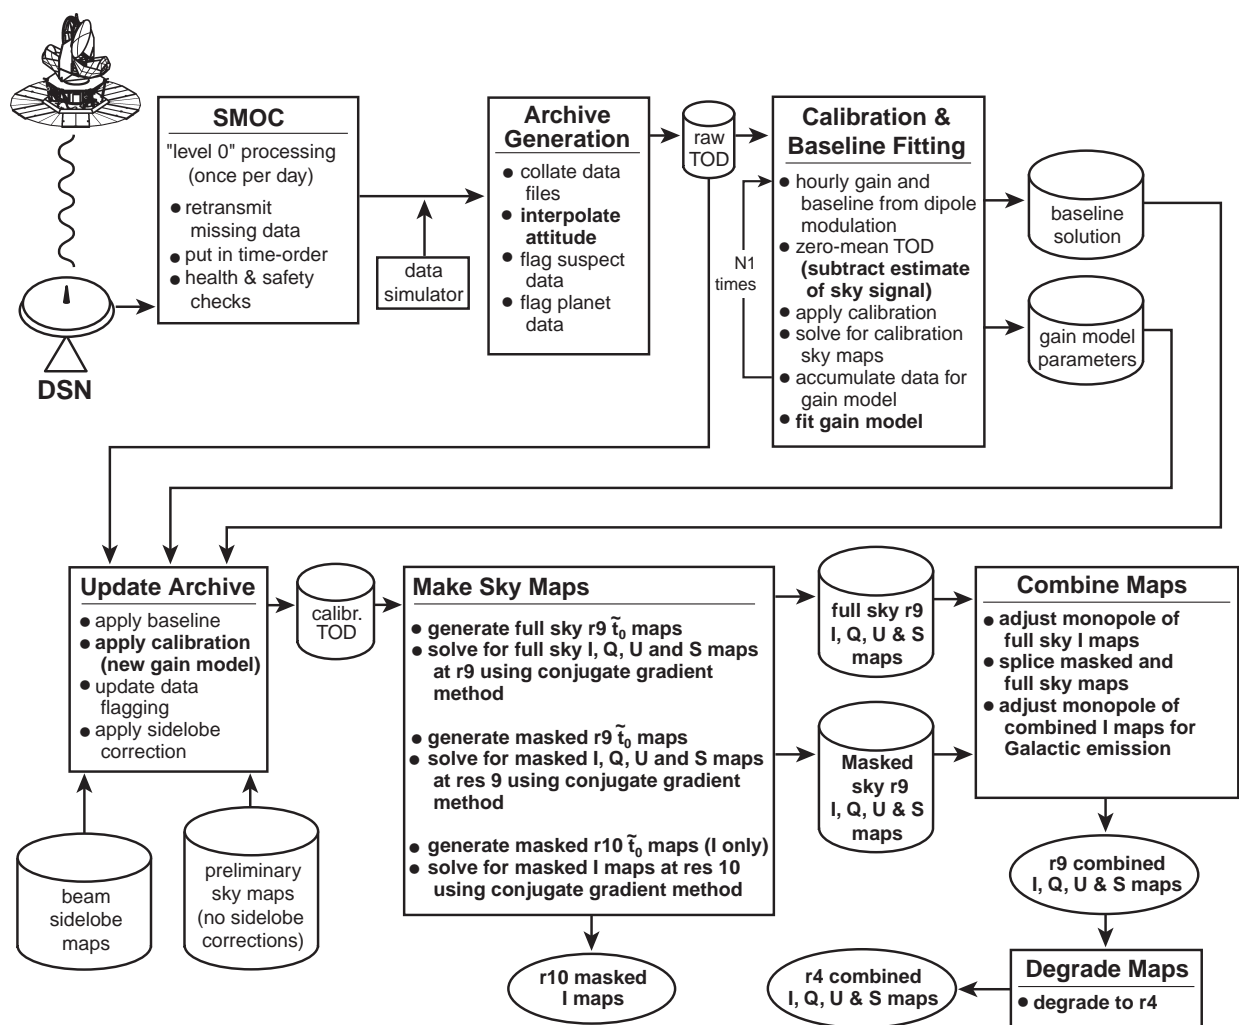 SMOC
"level 0" processing
(once per day)
● retransmit
missing data
● put in time-order
● health & safety
checks
DSN
data
simulator
Archive
Generation
● collate data
files
● interpolate
attitude
● flag suspect
data
● flag planet
data
raw
TOD
Calibration &
Baseline Fitting
● hourly gain and
baseline from dipole
modulation
● zero-mean TOD
(subtract estimate
of sky signal)
● apply calibration
● solve for calibration
sky maps
● accumulate data for
gain model
● fit gain model
N1
times
baseline
solution
gain model
parameters
Update Archive
● apply baseline
● apply calibration
(new gain model)
● update data
flagging
● apply sidelobe
correction
beam
sidelobe
maps
preliminary
sky maps
(no sidelobe
corrections)
calibr.
TOD
Make Sky Maps
● generate full sky r9 t̃₀ maps
● solve for full sky I, Q, U and S maps
at r9 using conjugate gradient
method
● generate masked r9 t̃₀ maps
● solve for masked I, Q, U and S maps
at res 9 using conjugate gradient
method
● generate masked r10 t̃₀ maps (I only)
● solve for masked I maps at res 10
using conjugate gradient method
r10 masked
I maps
full sky r9
I, Q, U & S
maps
Masked
sky r9
I, Q, U & S
maps
Combine Maps
● adjust monopole of
full sky I maps
● splice masked and
full sky maps
● adjust monopole of
combined I maps for
Galactic emission
r9 combined
I, Q, U & S maps
Degrade Maps
● degrade to r4
r4 combined
I, Q, U & S maps